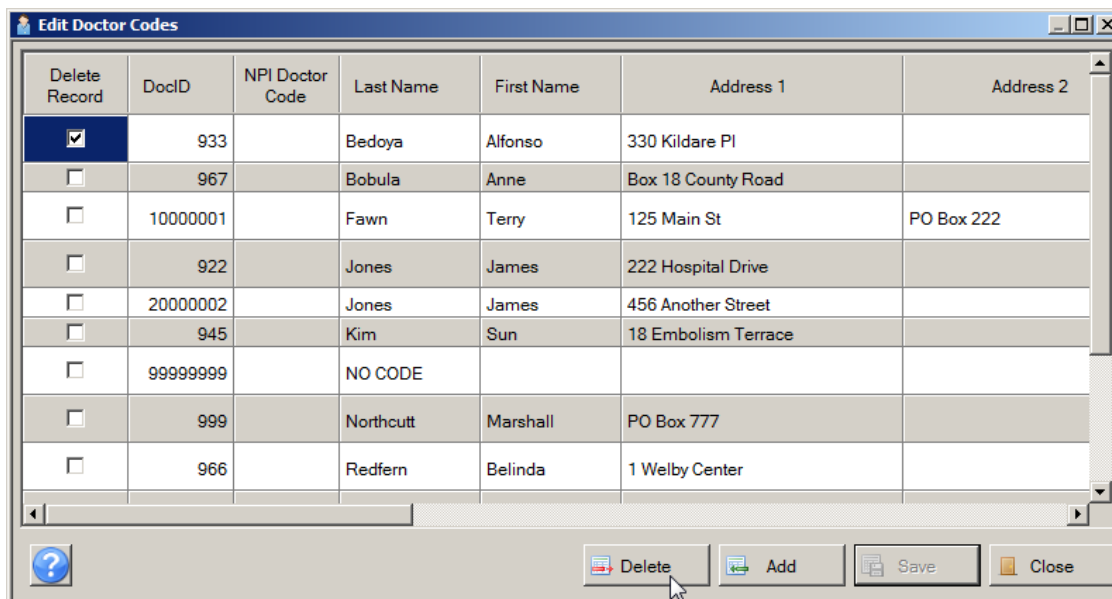 Edit Doctor Codes
Delete Record DocID NPI Doctor Code Last Name First Name Address 1 Address 2
933 Bedoya Alfonso 330 Kildare Pl
967 Bobula Anne Box 18 County Road
10000001 Fawn Terry 125 Main St PO Box 222
922 Jones James 222 Hospital Drive
20000002 Jones James 456 Another Street
945 Kim Sun 18 Embolism Terrace
99999999 NO CODE
999 Northcutt Marshall PO Box 777
966 Redfern Belinda 1 Welby Center
? Delete Add Save Close